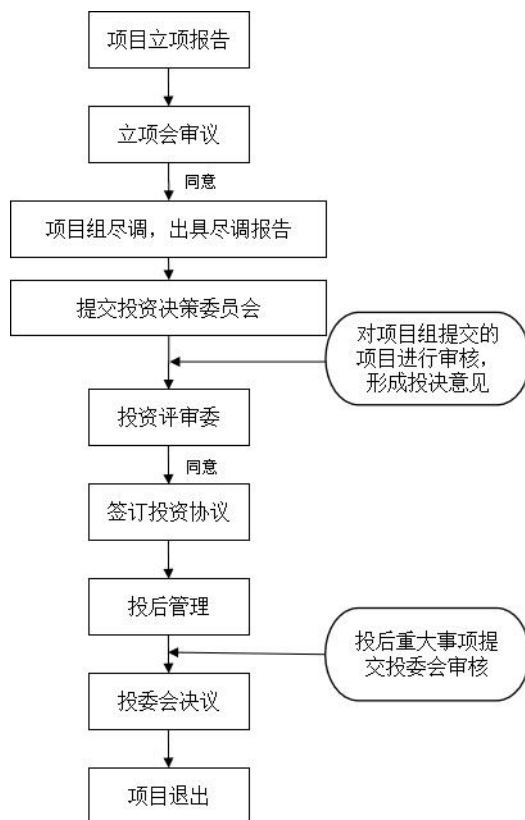 项目立项报告
立项会审议
同意
项目组尽调，出具尽调报告
提交投资决策委员会
对项目组提交的
项目进行审核，
形成投决意见
投资评审委
同意
签订投资协议
投后管理
投后重大事项提
交投委会审核
投委会决议
项目退出